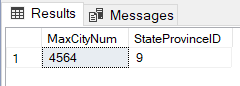 Results Messages
MaxCityNum StateProvinceID
1 4564 9